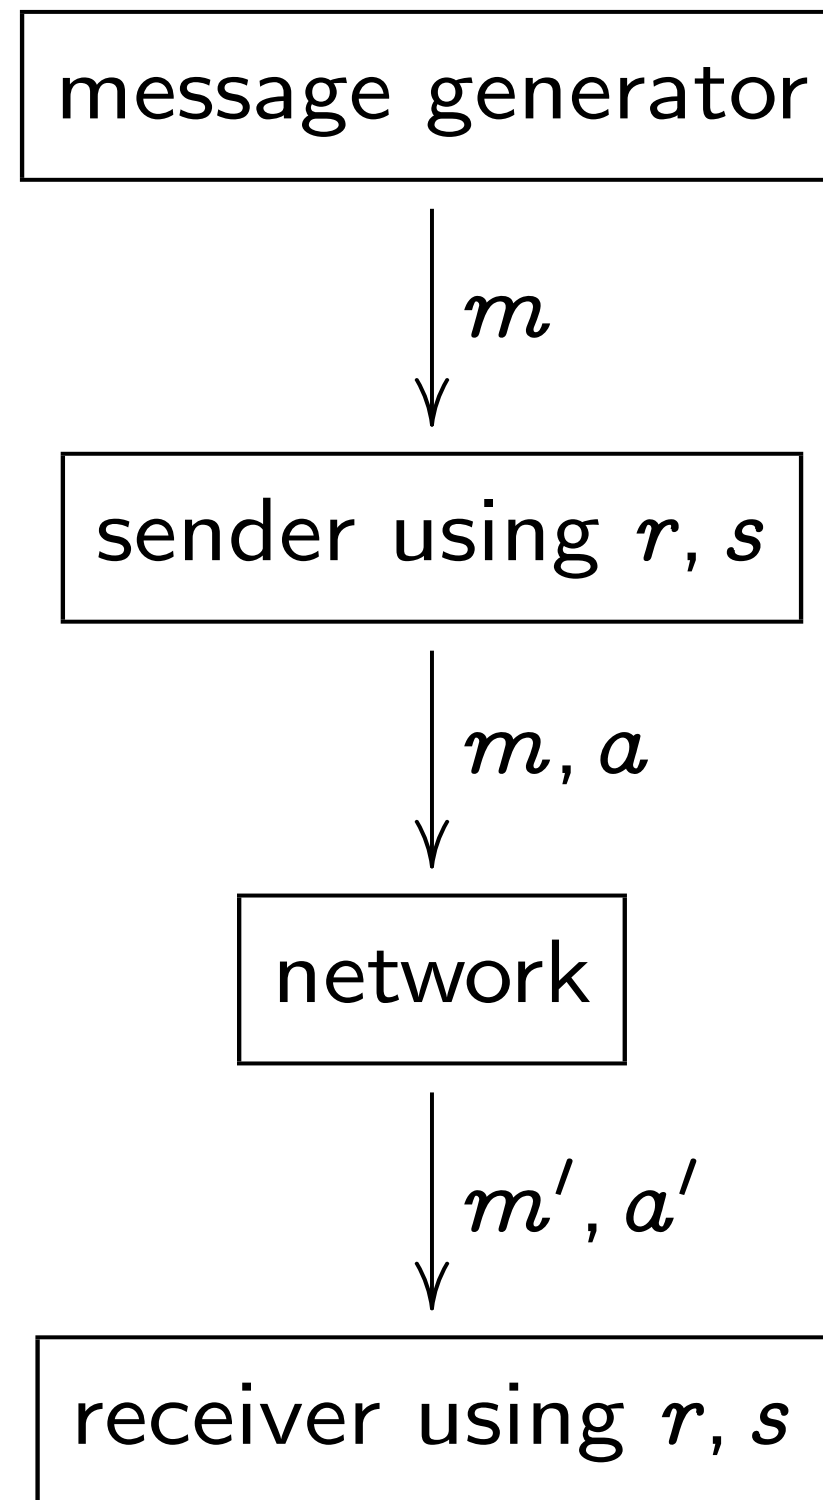 message generator
m
sender using r, s
m, a
network
m′, a′
receiver using r, s